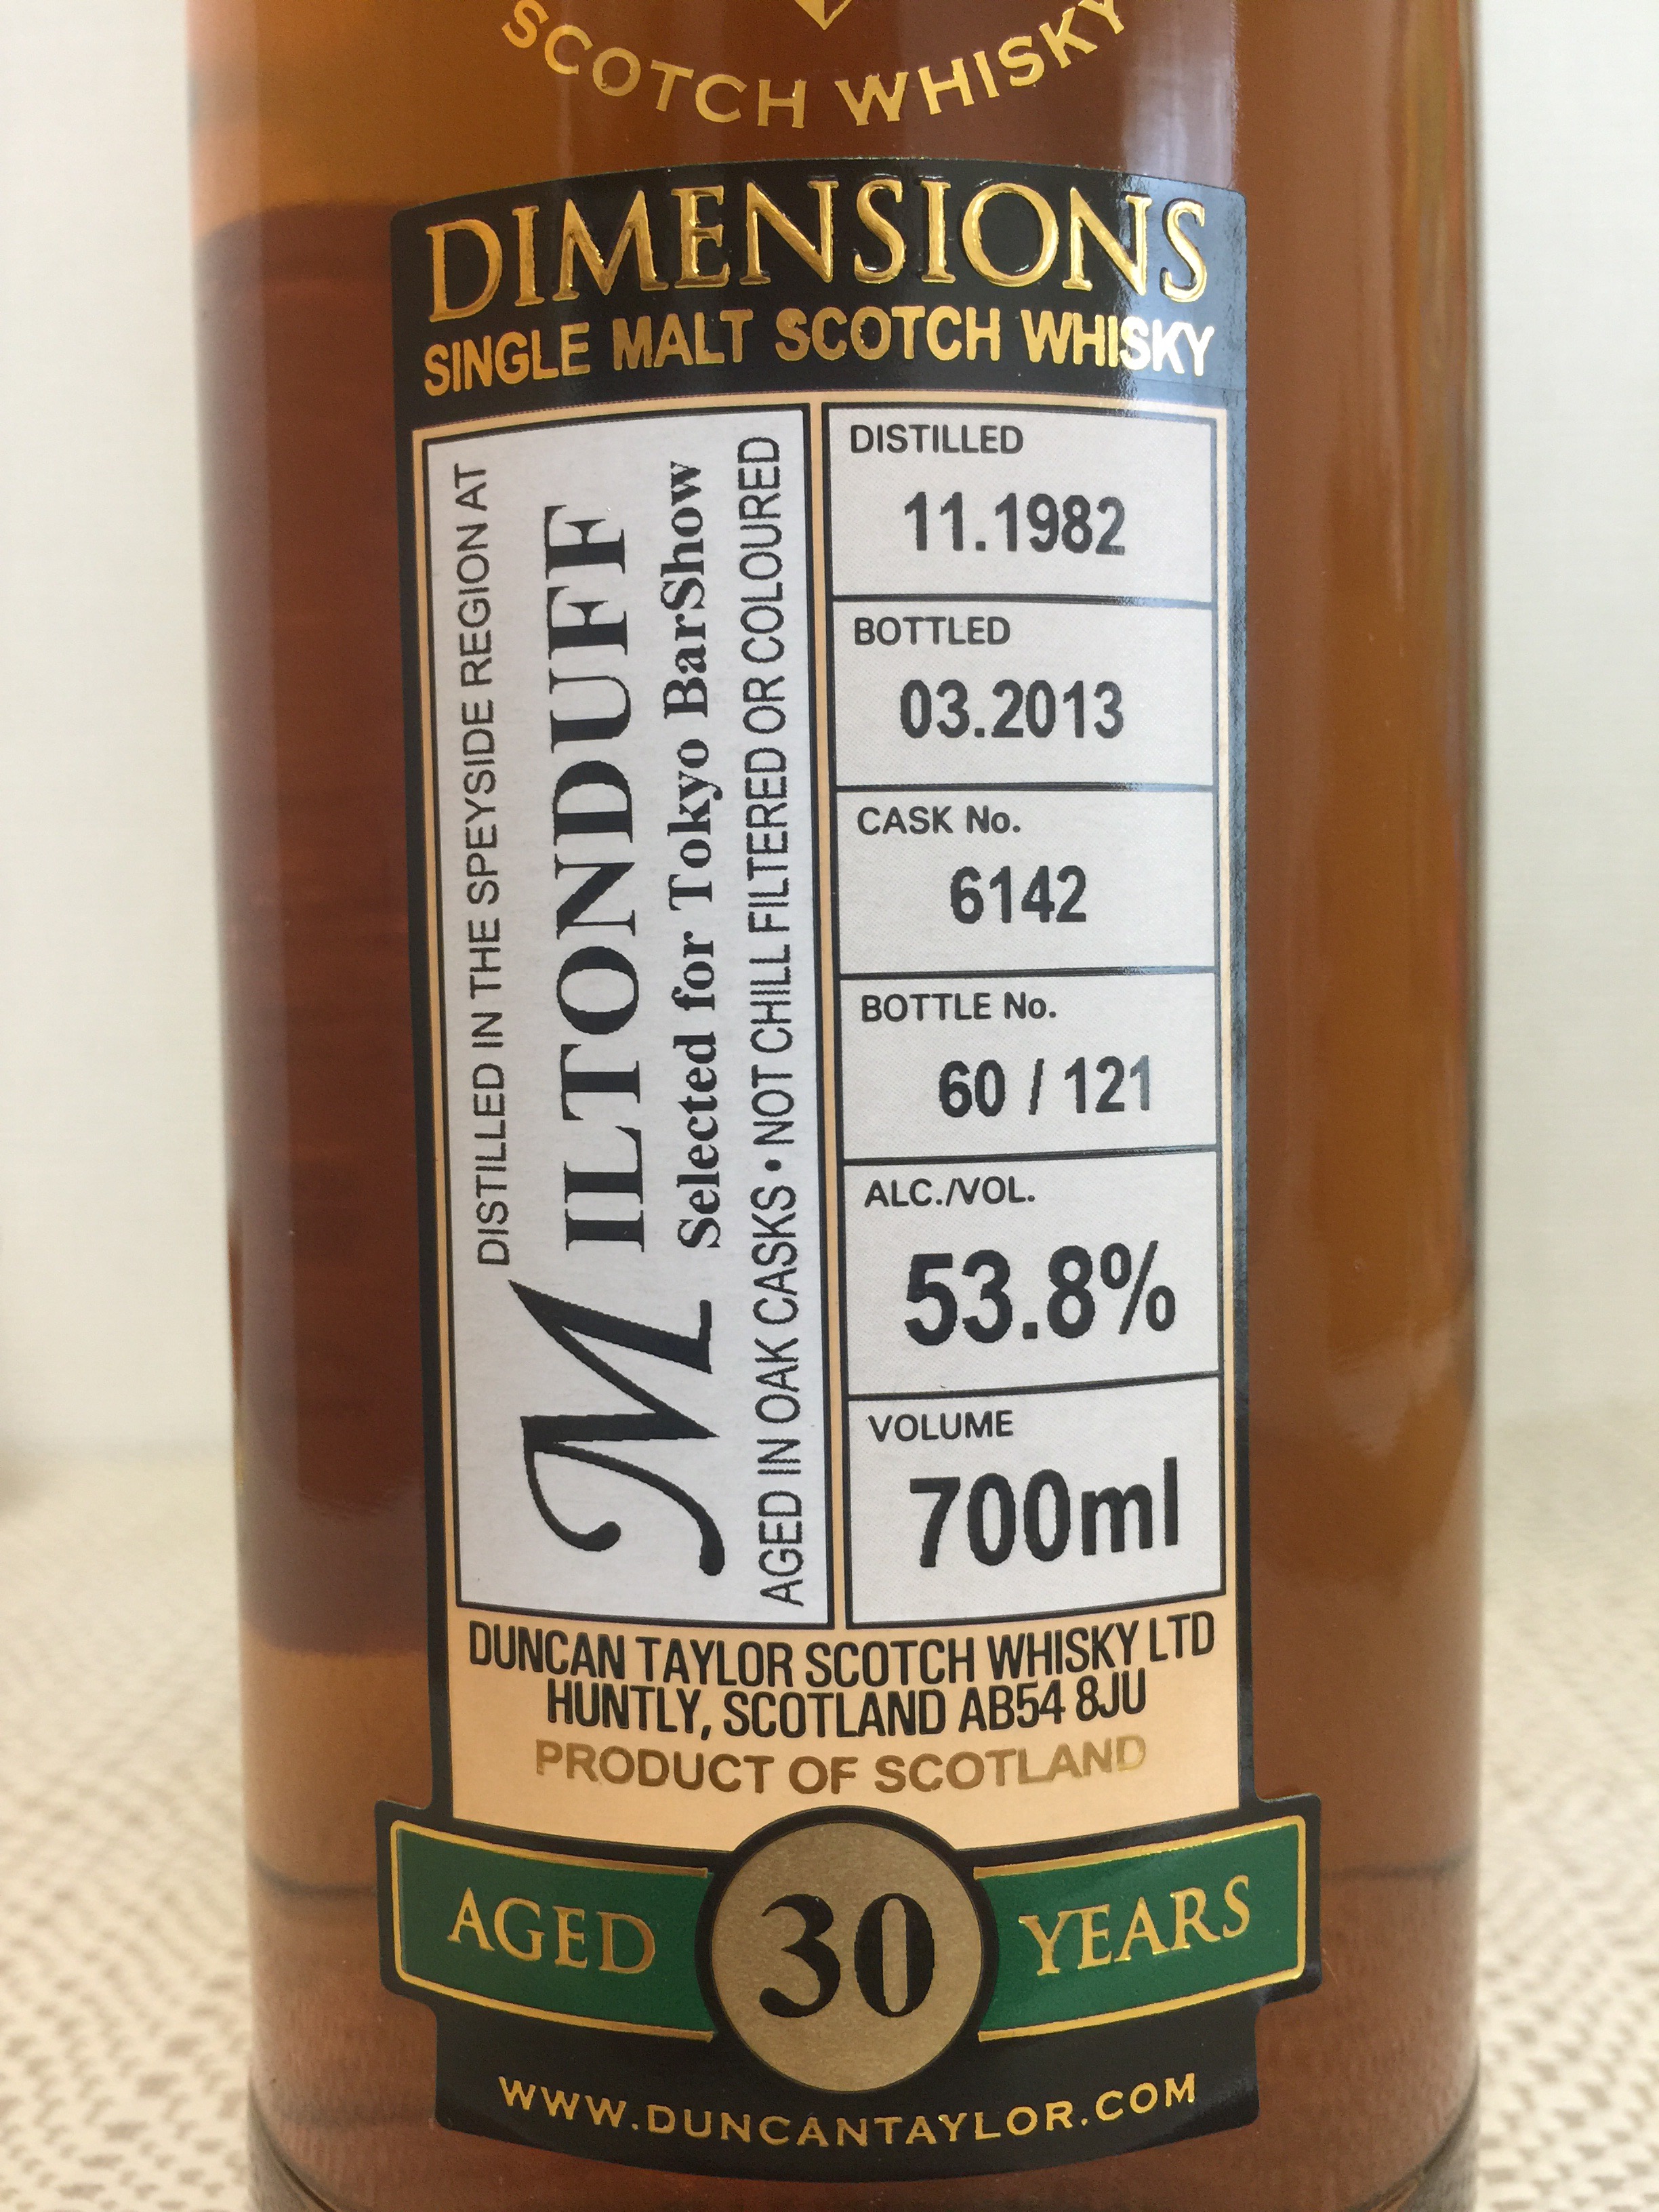 SCOTCH WHISKY
DIMENSIONS
SINGLE MALT SCOTCH WHISKY
DISTILLED IN THE SPEYSIDE REGION AT
MILTONDUFF
Selected for Tokyo BarShow
AGED IN OAK CASKS • NOT CHILL FILTERED OR COLOURED
DISTILLED
11.1982
BOTTLED
03.2013
CASK No.
6142
BOTTLE No.
60 / 121
ALC./VOL.
53.8%
VOLUME
700ml
DUNCAN TAYLOR SCOTCH WHISKY LTD
HUNTLY, SCOTLAND AB54 8JU
PRODUCT OF SCOTLAND
AGED 30 YEARS
WWW.DUNCANTAYLOR.COM